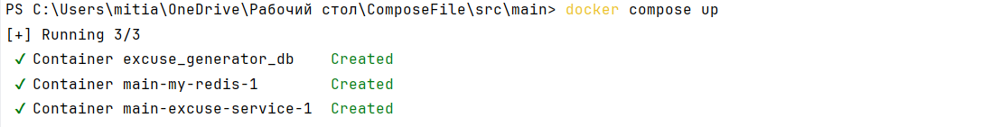 PS C:\Users\mitia\OneDrive\Рабочий стол\ComposeFile\src\main> docker compose up
[+] Running 3/3
✔ Container excuse_generator_db    Created
✔ Container main-my-redis-1        Created
✔ Container main-excuse-service-1  Created